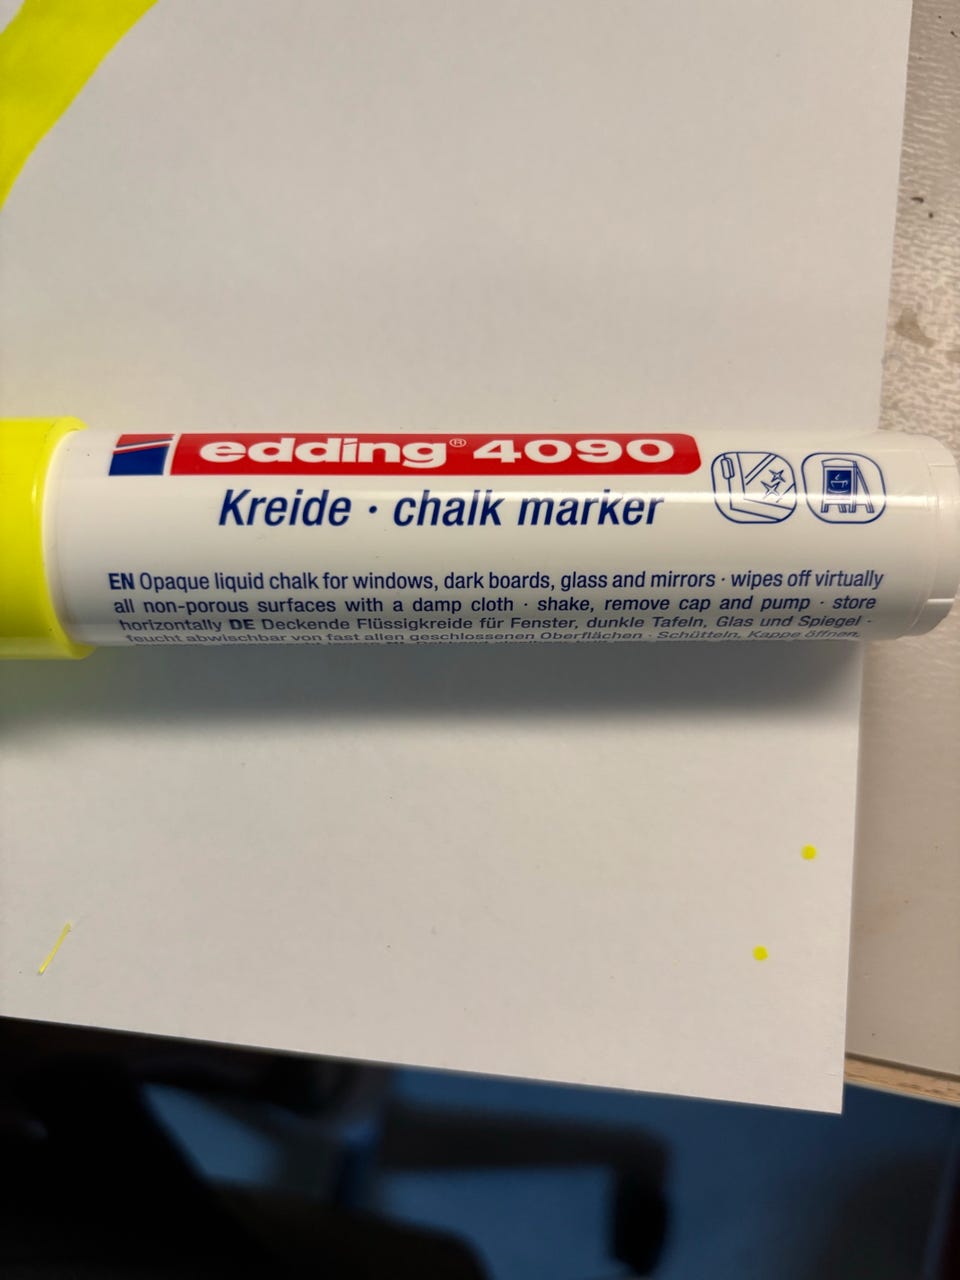 edding® 4090
Kreide · chalk marker
EN Opaque liquid chalk for windows, dark boards, glass and mirrors · wipes off virtually
all non-porous surfaces with a damp cloth · shake, remove cap and pump · store
horizontally DE Deckende Flüssigkreide für Fenster, dunkle Tafeln, Glas und Spiegel ·
feucht abwischbar von fast allen geschlossenen Oberflächen · Schütteln, Kappe öffnen,